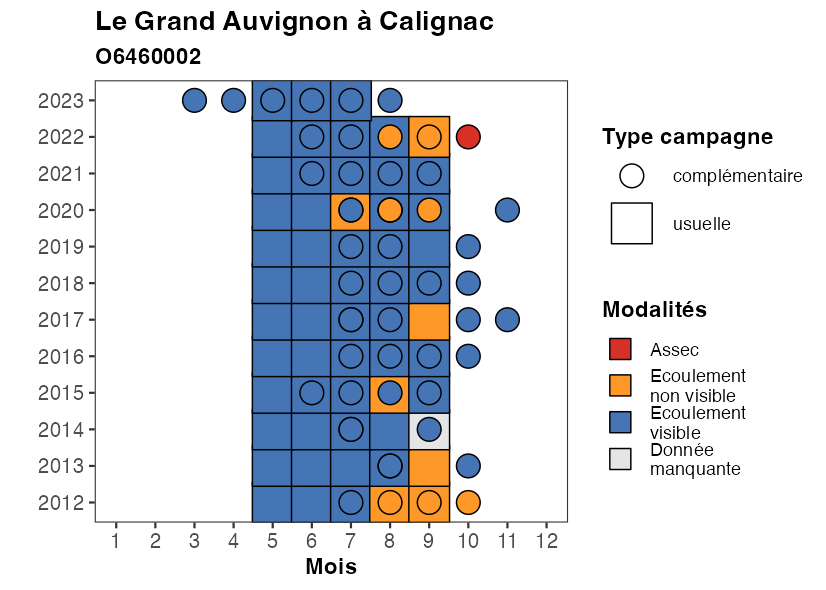 Le Grand Auvignon à Calignac
O6460002
2023
2022
2021
2020
2019
2018
2017
2016
2015
2014
2013
2012
1 2 3 4 5 6 7 8 9 10 11 12
Mois
Type campagne
complémentaire
usuelle
Modalités
Assec
Ecoulement
non visible
Ecoulement
visible
Donnée
manquante